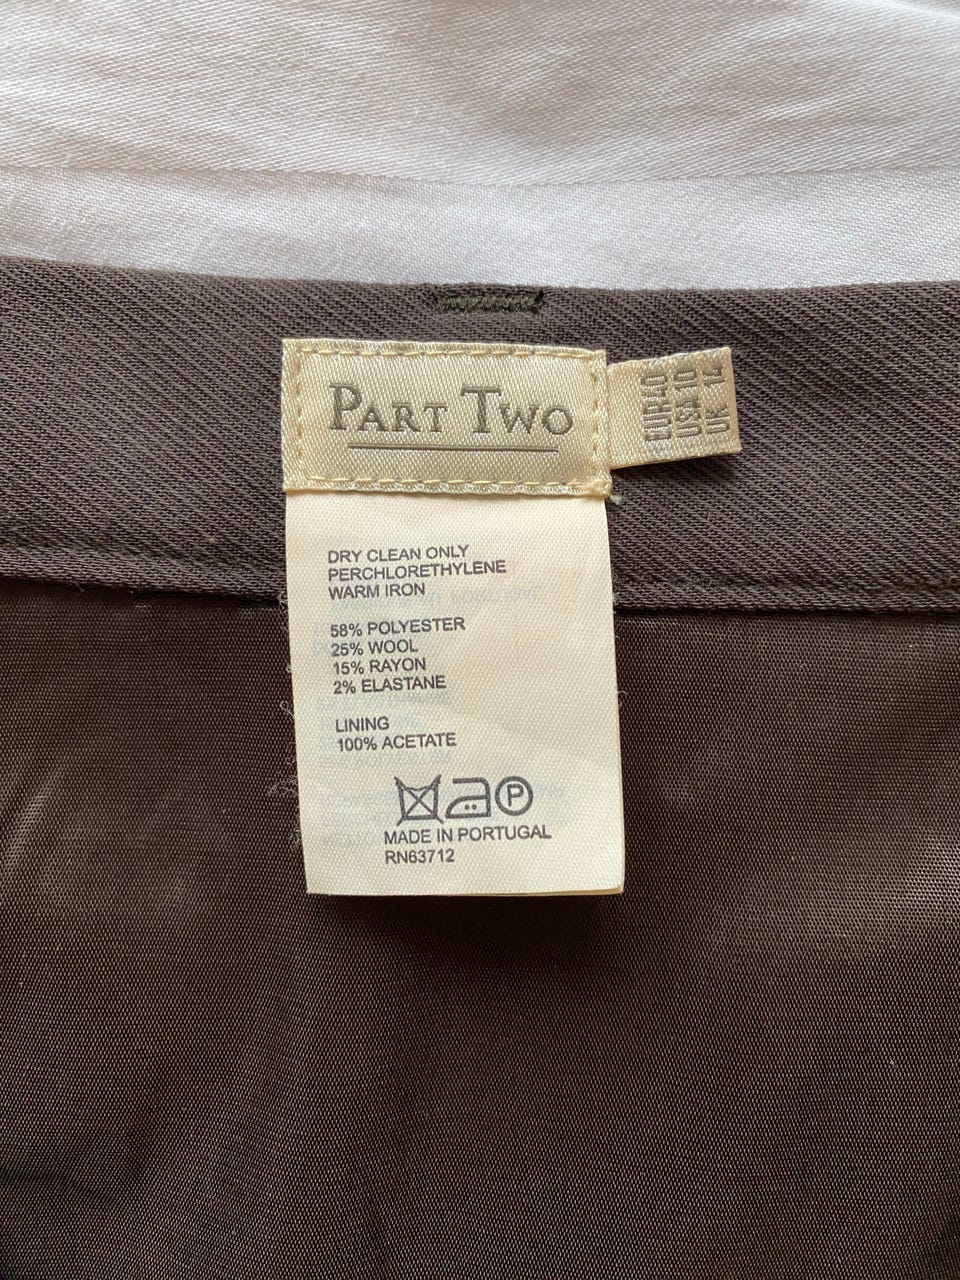 PART TWO
EUR 40
USA 10
UK 14
DRY CLEAN ONLY
PERCHLORETHYLENE
WARM IRON
58% POLYESTER
25% WOOL
15% RAYON
2% ELASTANE
LINING
100% ACETATE
P
MADE IN PORTUGAL
RN63712